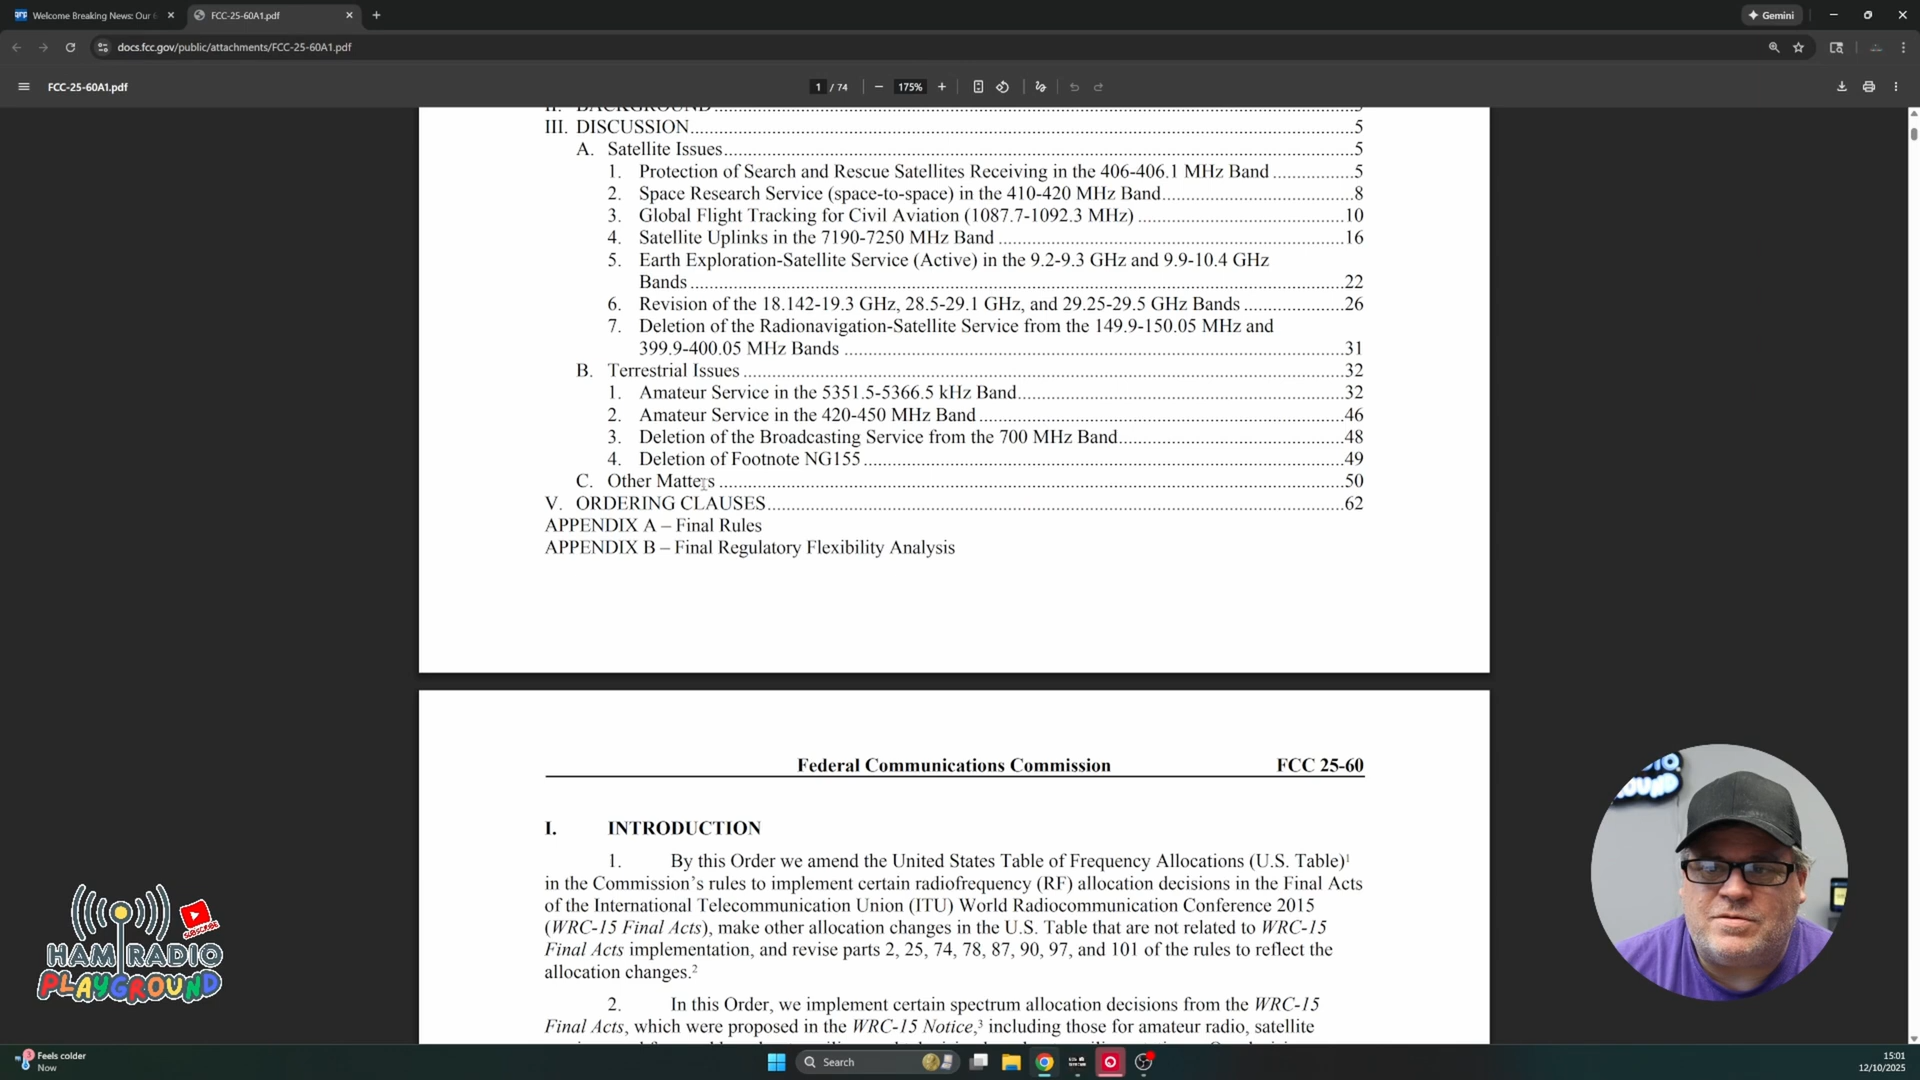 Welcome Breaking News: Our
FCC-25-60A1.pdf
Gemini
docs.fcc.gov/public/attachments/FCC-25-60A1.pdf
FCC-25-60A1.pdf
1 / 74
175%
II. BACKGROUND
III. DISCUSSION 5
A. Satellite Issues 5
1. Protection of Search and Rescue Satellites Receiving in the 406-406.1 MHz Band 5
2. Space Research Service (space-to-space) in the 410-420 MHz Band 8
3. Global Flight Tracking for Civil Aviation (1087.7-1092.3 MHz) 10
4. Satellite Uplinks in the 7190-7250 MHz Band 16
5. Earth Exploration-Satellite Service (Active) in the 9.2-9.3 GHz and 9.9-10.4 GHz
Bands 22
6. Revision of the 18.142-19.3 GHz, 28.5-29.1 GHz, and 29.25-29.5 GHz Bands 26
7. Deletion of the Radionavigation-Satellite Service from the 149.9-150.05 MHz and
399.9-400.05 MHz Bands 31
B. Terrestrial Issues 32
1. Amateur Service in the 5351.5-5366.5 kHz Band 32
2. Amateur Service in the 420-450 MHz Band 46
3. Deletion of the Broadcasting Service from the 700 MHz Band 48
4. Deletion of Footnote NG155 49
C. Other Matters 50
V. ORDERING CLAUSES 62
APPENDIX A – Final Rules
APPENDIX B – Final Regulatory Flexibility Analysis
Federal Communications Commission FCC 25-60
I. INTRODUCTION
1. By this Order we amend the United States Table of Frequency Allocations (U.S. Table)1
in the Commission's rules to implement certain radiofrequency (RF) allocation decisions in the Final Acts
of the International Telecommunication Union (ITU) World Radiocommunication Conference 2015
(WRC-15 Final Acts), make other allocation changes in the U.S. Table that are not related to WRC-15
Final Acts implementation, and revise parts 2, 25, 74, 78, 87, 90, 97, and 101 of the rules to reflect the
allocation changes.2
2. In this Order, we implement certain spectrum allocation decisions from the WRC-15
Final Acts, which were proposed in the WRC-15 Notice,3 including those for amateur radio, satellite
SUBSCRIBE
HAM RADIO
PLAYGROUND
Feels colder
Now
Search
15:01
12/10/2025